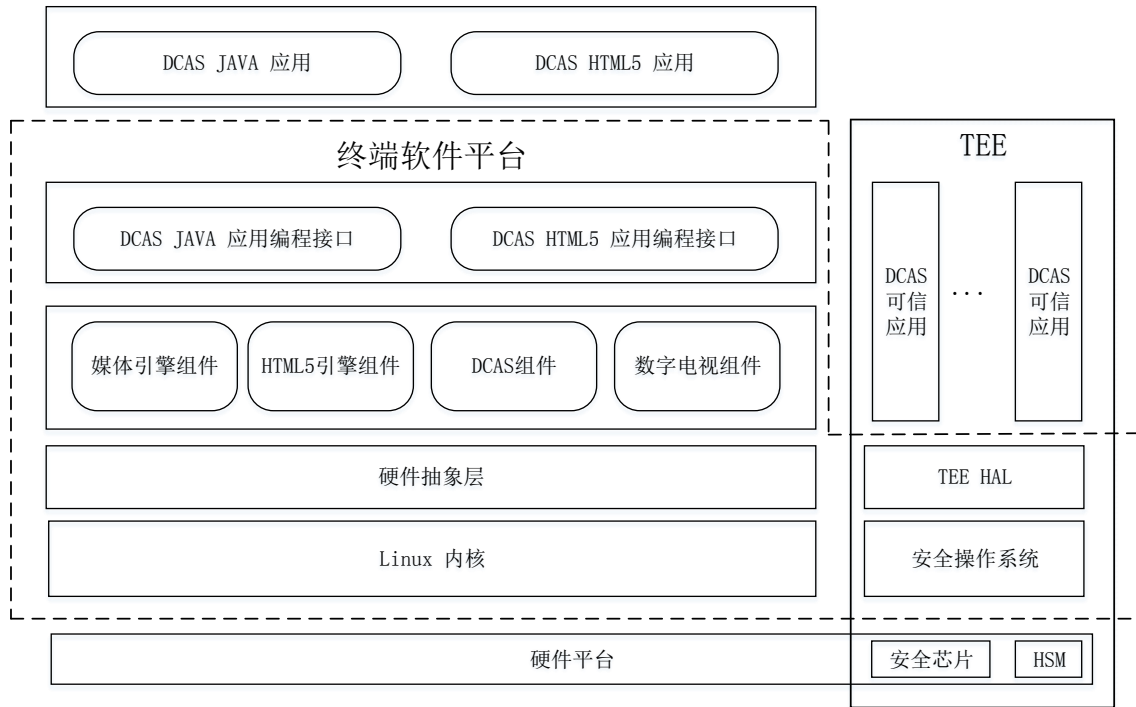 DCAS JAVA 应用
DCAS HTML5 应用
终端软件平台
DCAS JAVA 应用编程接口
DCAS HTML5 应用编程接口
媒体引擎组件
HTML5引擎组件
DCAS组件
数字电视组件
硬件抽象层
Linux 内核
TEE
DCAS
可信
应用
...
DCAS
可信
应用
TEE HAL
安全操作系统
硬件平台
安全芯片
HSM